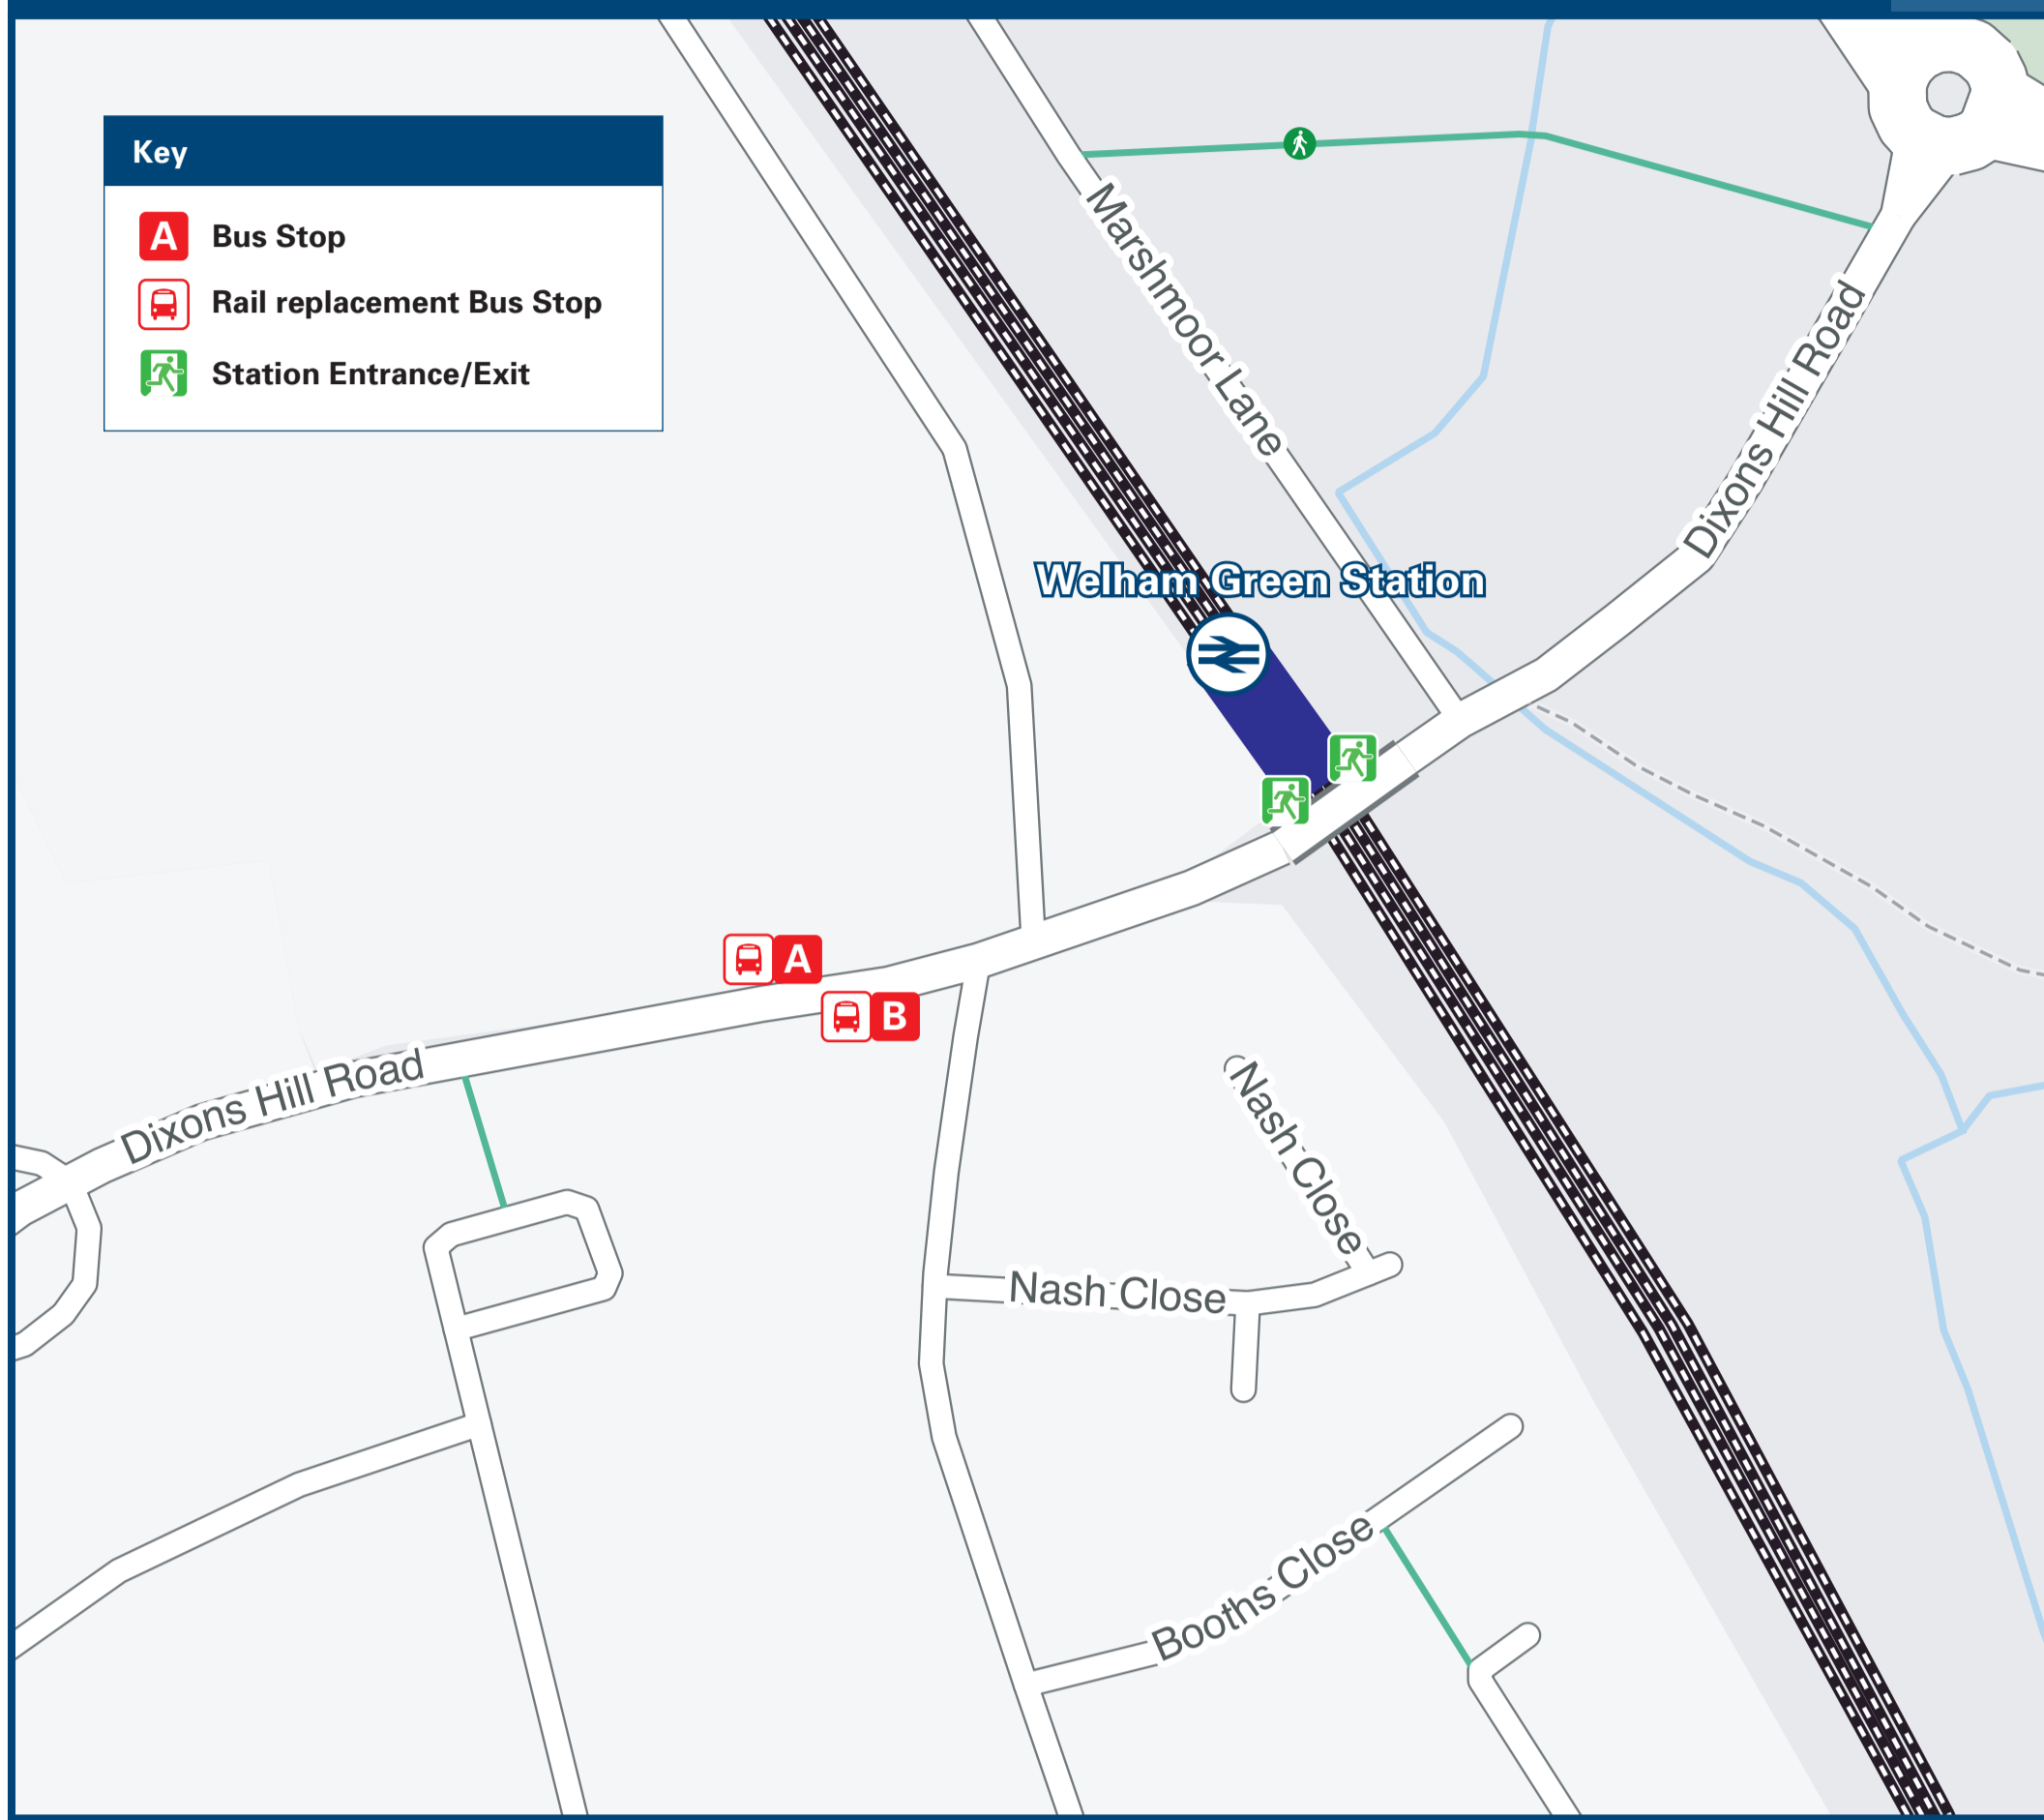 Key
A Bus Stop
Rail replacement Bus Stop
Station Entrance/Exit
Marshmoor Lane
Dixons Hill Road
Welham Green Station
A
B
Dixons Hill Road
Nash Close
Nash Close
Booths Close